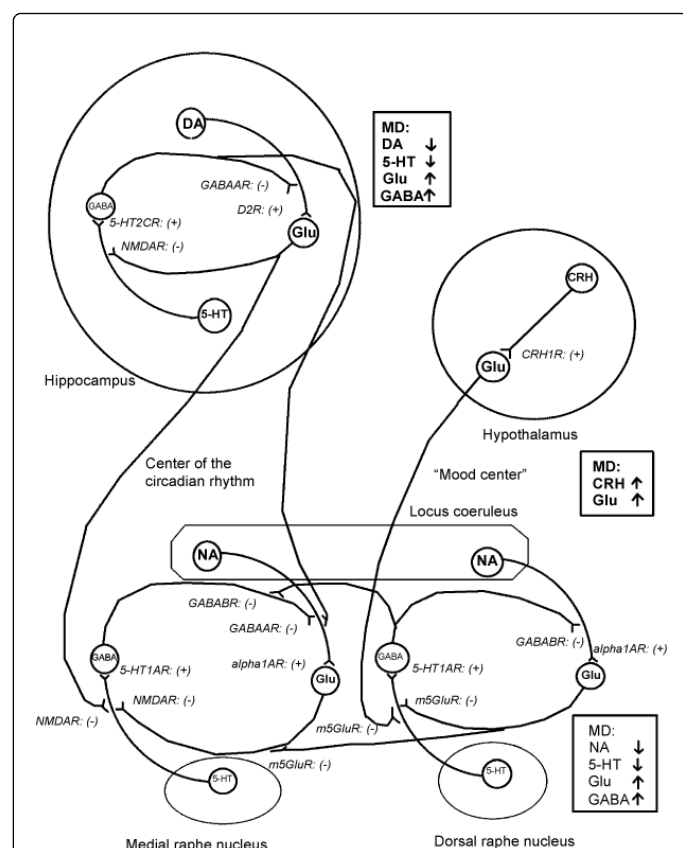 DA
MD:
DA ↓
5-HT ↓
Glu ↑
GABA ↑
GABAAR: (-)
D2R: (+)
GABA
5-HT2CR: (+)
NMDAR: (-)
Glu
5-HT
Hippocampus
CRH
CRH1R: (+)
Glu
Hypothalamus
Center of the
circadian rhythm
"Mood center"
MD:
CRH ↑
Glu ↑
Locus coeruleus
NA
NA
GABABR: (-)
GABAAR: (-)
GABABR: (-)
alpha1AR: (+)
alpha1AR: (+)
GABA
5-HT1AR: (+)
Glu
GABA
5-HT1AR: (+)
Glu
NMDAR: (-)
NMDAR: (-)
m5GluR: (-)
m5GluR: (-)
m5GluR: (-)
5-HT
5-HT
MD:
NA ↓
5-HT ↓
Glu ↑
GABA ↑
Medial raphe nucleus
Dorsal raphe nucleus